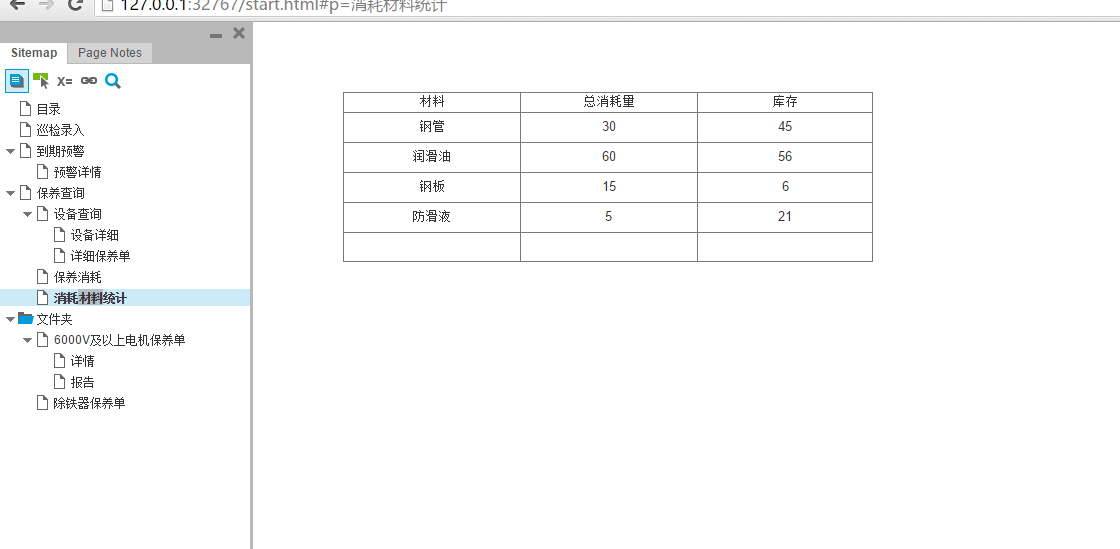 127.0.0.1:32767/start.html#p=消耗材料统计
Sitemap Page Notes
X=
目录
巡检录入
到期预警
预警详情
保养查询
设备查询
设备详细
详细保养单
保养消耗
消耗材料统计
文件夹
6000V及以上电机保养单
详情
报告
除铁器保养单
材料 总消耗量 库存
钢管 30 45
润滑油 60 56
钢板 15 6
防滑液 5 21